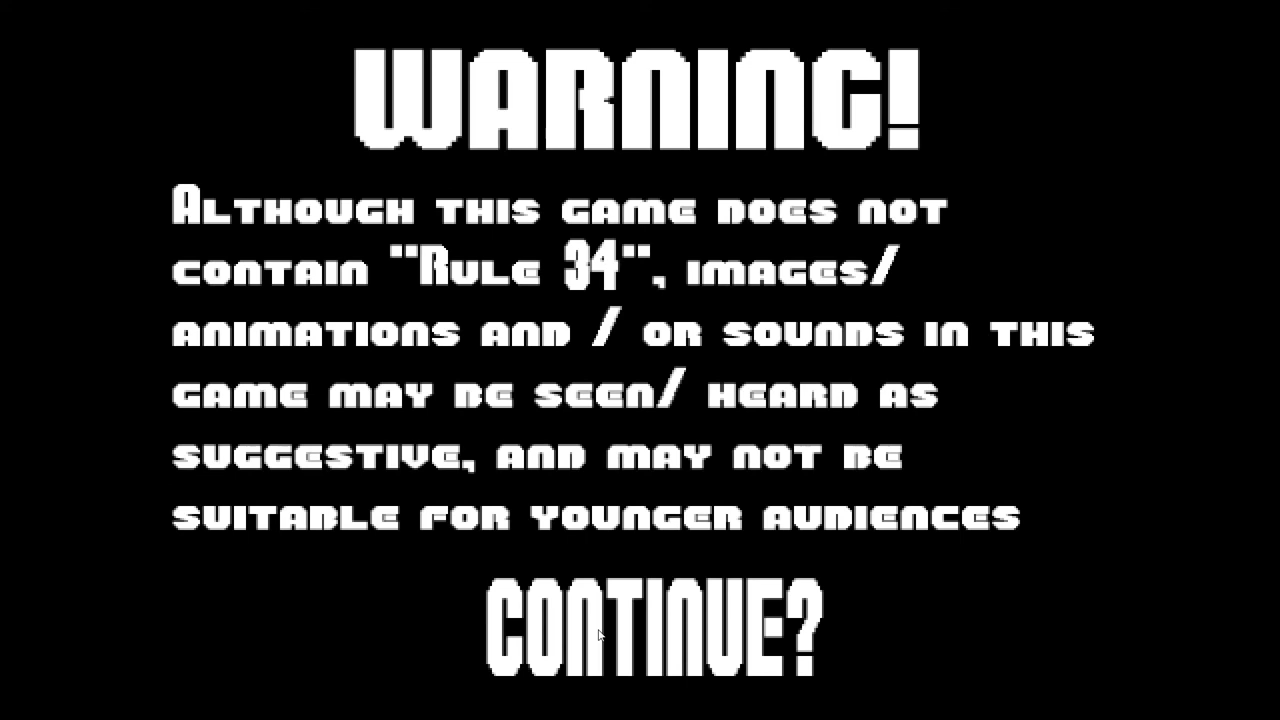 WARNING!
Although this game does not
contain "Rule 34", images/
animations and / or sounds in this
game may be seen/ heard as
suggestive, and may not be
suitable for younger audiences
CONTINUE?